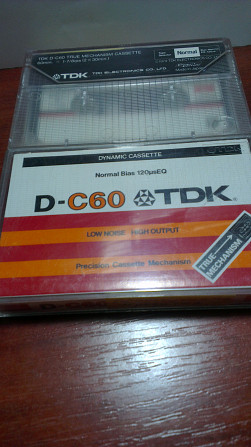 TDK D-C60 TRUE MECHANISM CASSETTE
Normal
TDK
TDK ELECTRONICS CO., LTD.
DYNAMIC CASSETTE
Normal Bias 120µsEQ
D-C60 TDK
LOW NOISE HIGH OUTPUT
TRUE-MECHANISM
Precision Cassette Mechanism